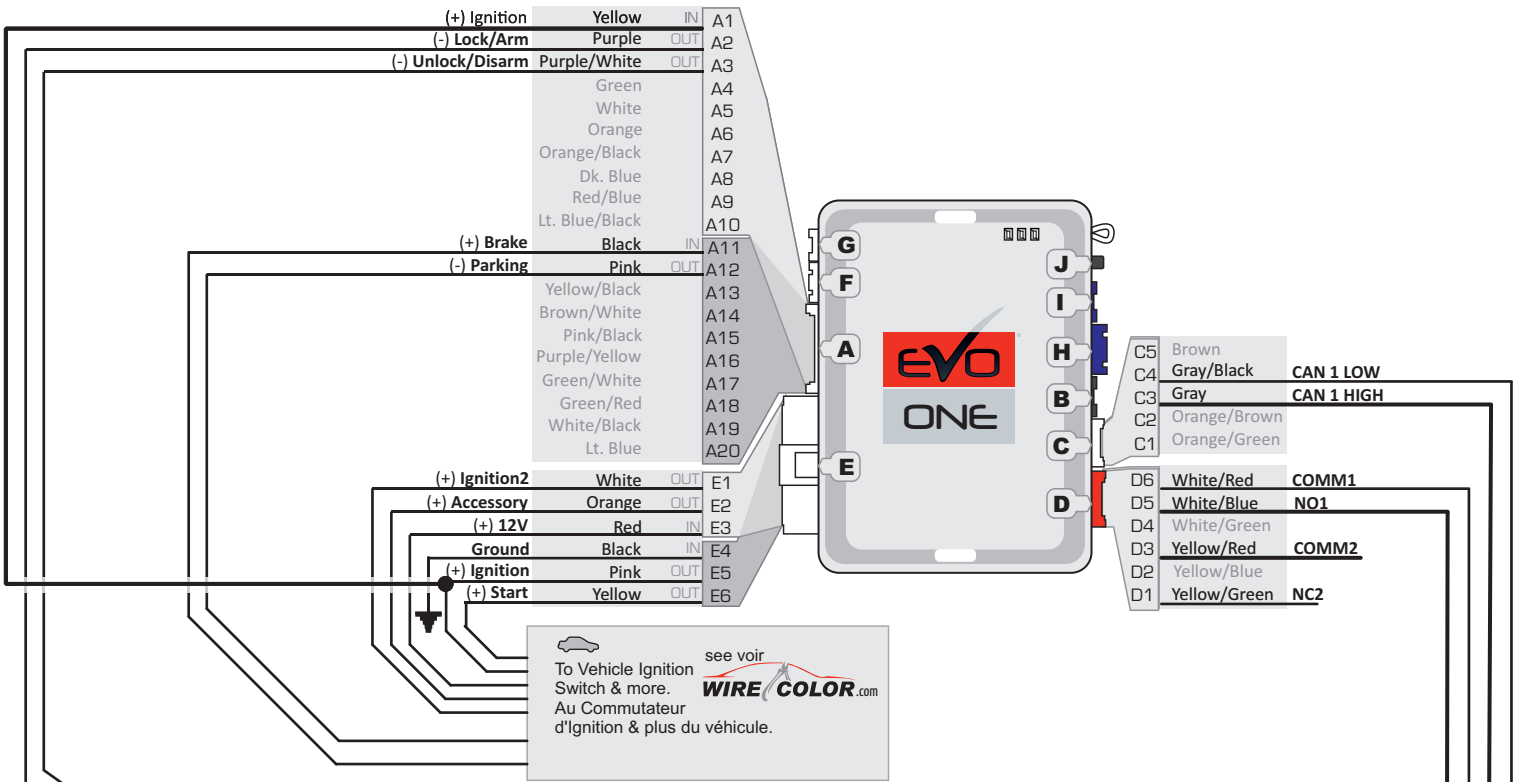 (+) Ignition Yellow IN A1
(-) Lock/Arm Purple OUT A2
(-) Unlock/Disarm Purple/White OUT A3
Green A4
White A5
Orange A6
Orange/Black A7
Dk. Blue A8
Red/Blue A9
Lt. Blue/Black A10
(+) Brake Black IN A11
(-) Parking Pink OUT A12
Yellow/Black A13
Brown/White A14
Pink/Black A15
Purple/Yellow A16
Green/White A17
Green/Red A18
White/Black A19
Lt. Blue A20
(+) Ignition2 White OUT E1
(+) Accessory Orange OUT E2
(+) 12V Red IN E3
Ground Black IN E4
(+) Ignition Pink OUT E5
(+) Start Yellow OUT E6
G
F
A
E
EVO
ONE
J
I
H
B
C
D
C5 Brown
C4 Gray/Black CAN 1 LOW
C3 Gray CAN 1 HIGH
C2 Orange/Brown
C1 Orange/Green
D6 White/Red COMM1
D5 White/Blue NO1
D4 White/Green
D3 Yellow/Red COMM2
D2 Yellow/Blue
D1 Yellow/Green NC2
To Vehicle Ignition
Switch & more.
Au Commutateur
d'Ignition & plus du véhicule.
see voir
WIRE COLOR.com